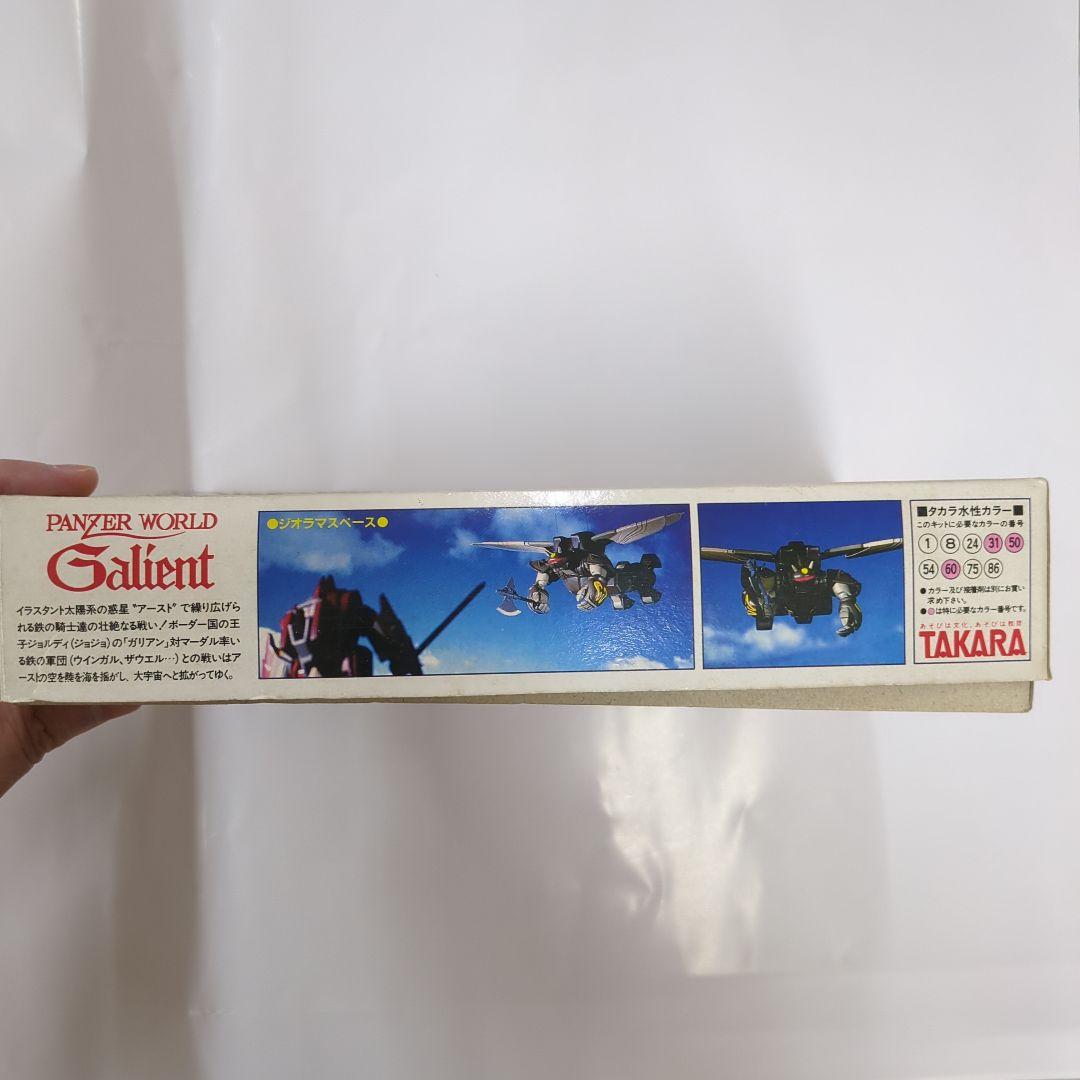 PANZER WORLD
Galient
イラスタント太陽系の惑星"アースト"で繰り広げら
れる鉄の騎士達の壮絶なる戦い!ボーダー国の王
子ジョルディ(ジョジョ)の「ガリアン」対マーダル率い
る鉄の軍団(ウインガル、ザウエル…)との戦いはア
ーストの空を陸を海を揺がし、大宇宙へと拡がってゆく。
●ジオラマスペース●
■タカラ水性カラー■
このキットに必要なカラーの番号
1 8 24 31 50
54 60 75 86
●カラー及び接着剤は別にお買い
求め下さい。
●◎は特に必要なカラー番号です。
あそびは文化、あそびは教育
TAKARA